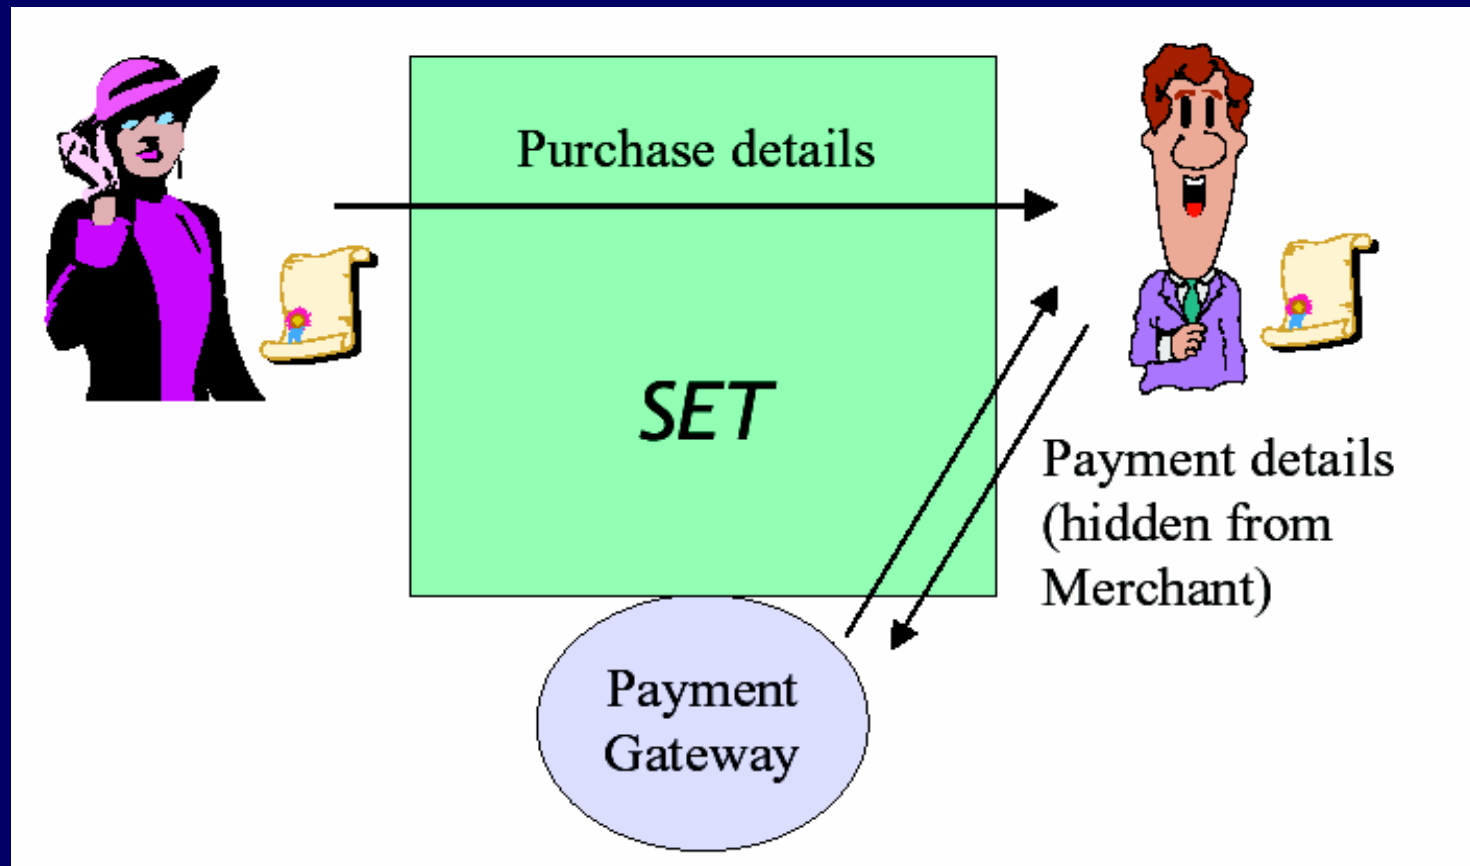 Purchase details
SET
Payment details
(hidden from
Merchant)
Payment
Gateway